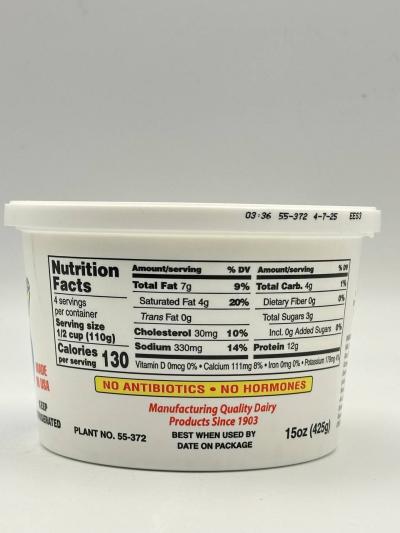 03:36 55-372 4-7-25 EES3
Nutrition
Facts
4 servings
per container
Serving size
1/2 cup (110g)
Calories
per serving 130
Amount/serving % DV
Total Fat 7g 9%
Saturated Fat 4g 20%
Trans Fat 0g
Cholesterol 30mg 10%
Sodium 330mg 14%
Amount/serving % DV
Total Carb. 4g 1%
Dietary Fiber 0g 0%
Total Sugars 3g
Incl. 0g Added Sugars 0%
Protein 12g
Vitamin D 0mcg 0% • Calcium 111mg 8% • Iron 0mg 0% • Potassium
NO ANTIBIOTICS • NO HORMONES
MADE
USA
Manufacturing Quality Dairy
Products Since 1903
PLANT NO. 55-372
BEST WHEN USED BY
DATE ON PACKAGE
15oz (425g)